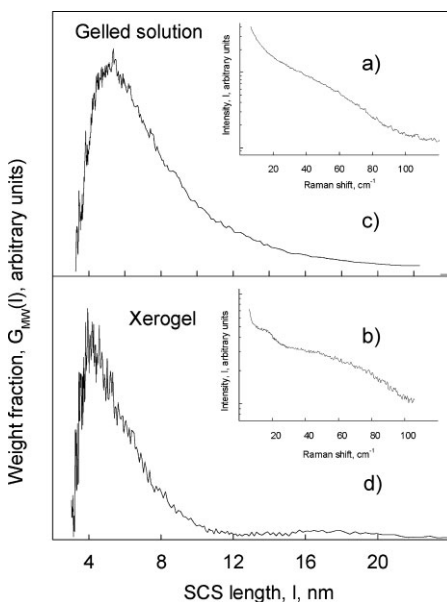 Gelled solution
a)
Intensity, I, arbitrary units
20 40 60 80 100
Raman shift, cm-1
c)
Weight fraction, GMW(l), arbitrary units)
Xerogel
b)
Intensity, I, arbitrary units
20 40 60 80 100
Raman shift, cm-1
d)
4 8 12 16 20
SCS length, l, nm